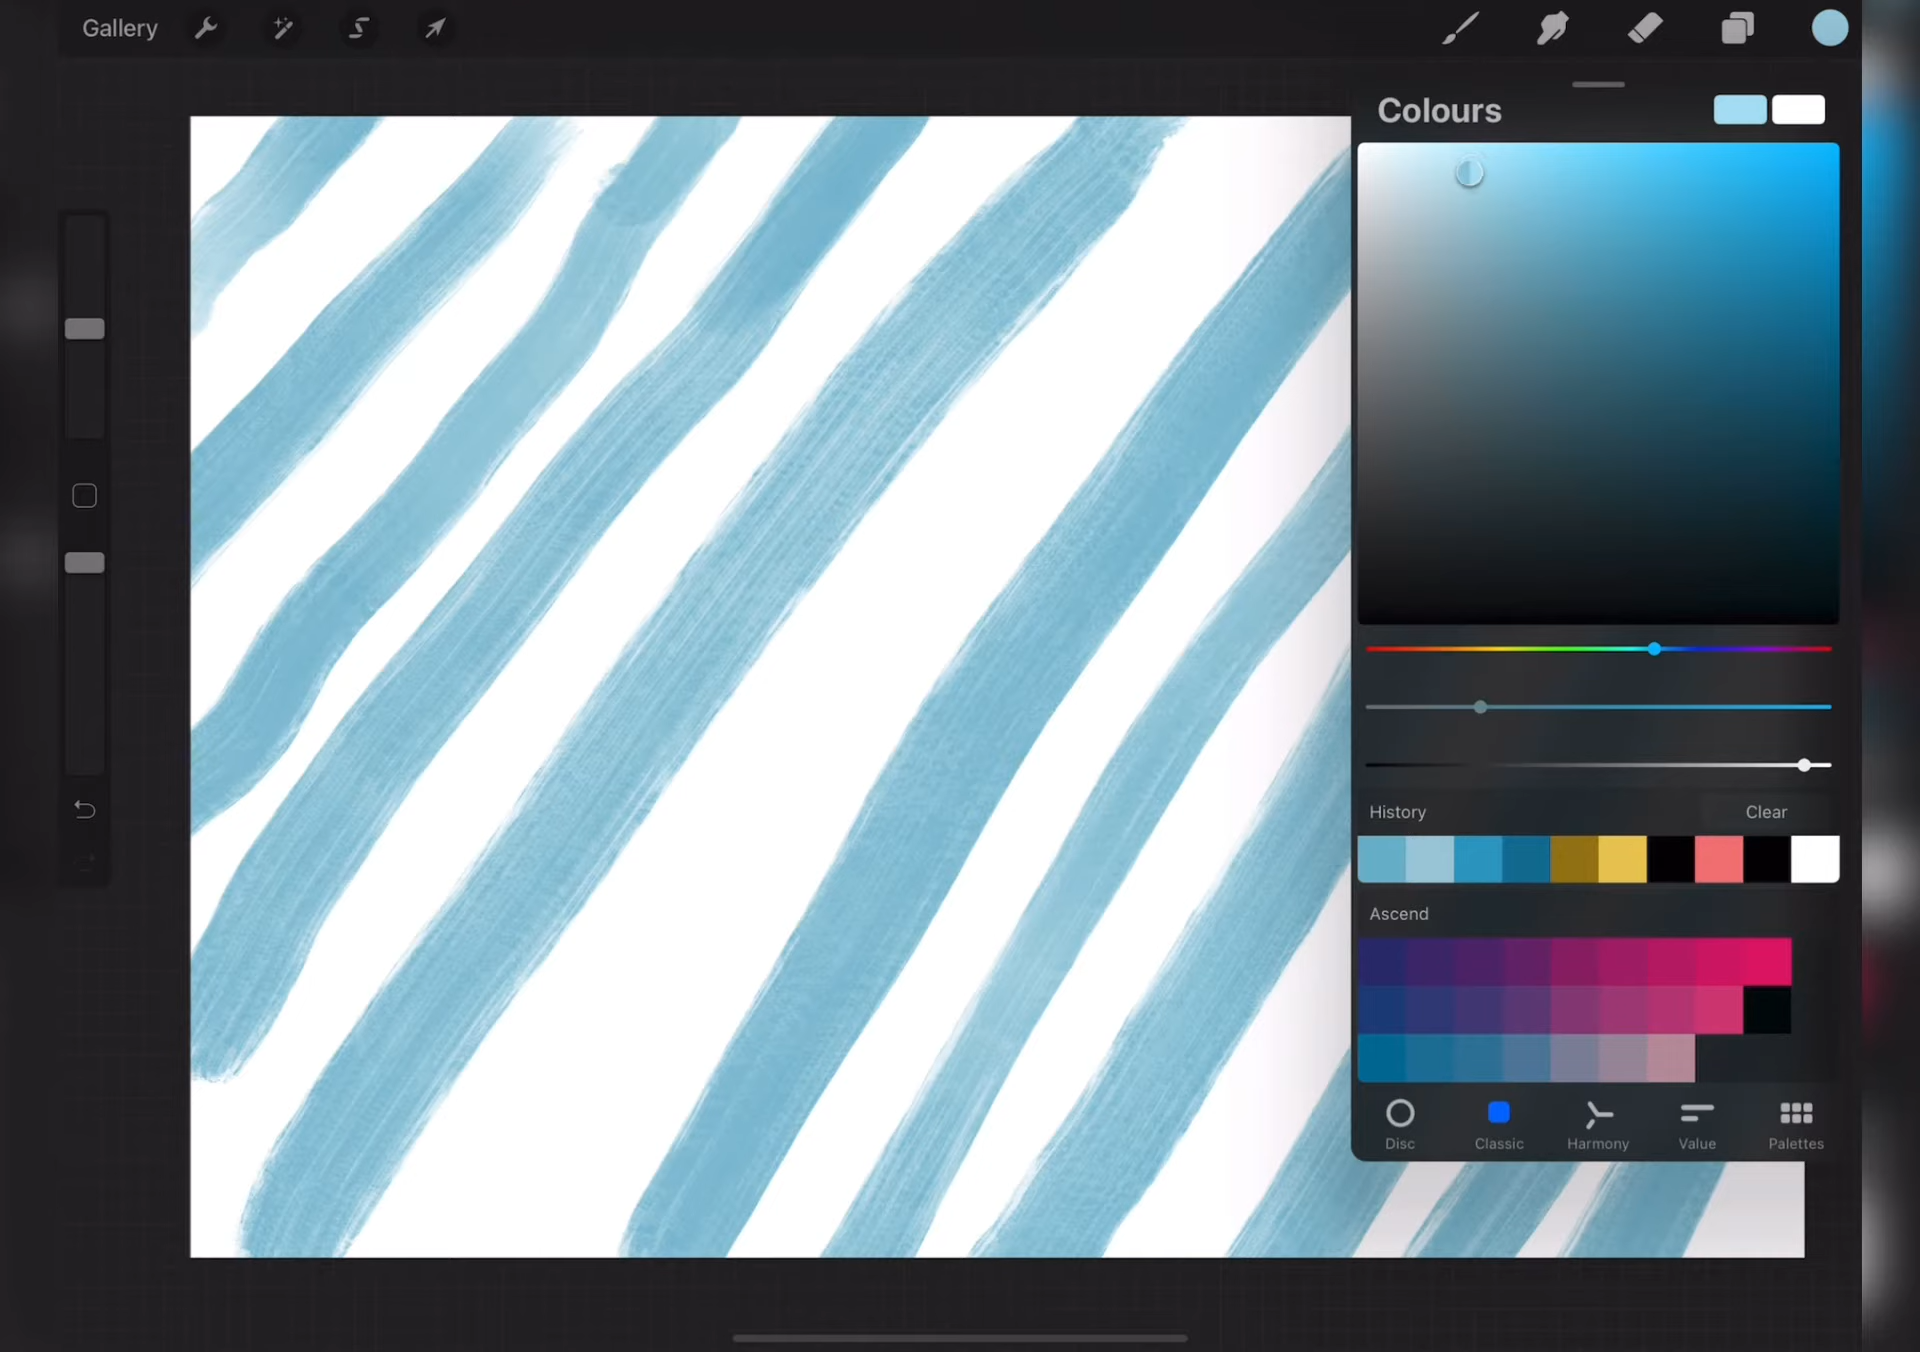 Gallery
Colours
History
Clear
Ascend
Disc
Classic
Harmony
Value
Palettes